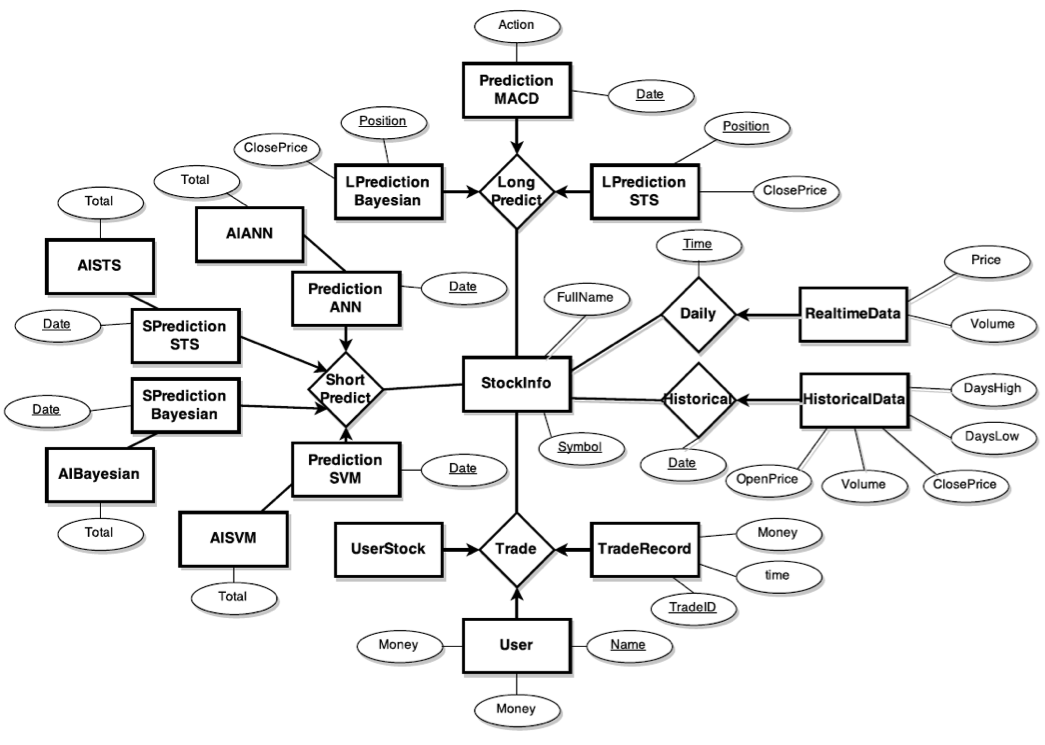 Action
Prediction
MACD
Date
Position
ClosePrice
LPrediction
Bayesian
Long
Predict
LPrediction
STS
Position
ClosePrice
Total
AIANN
Total
AISTS
Prediction
ANN
Date
Date
SPrediction
STS
Short
Predict
SPrediction
Bayesian
Date
AIBayesian
Total
Prediction
SVM
Date
AISVM
Total
FullName
StockInfo
Symbol
Time
Daily
RealtimeData
Price
Volume
Historical
Date
HistoricalData
DaysHigh
DaysLow
OpenPrice
Volume
ClosePrice
UserStock
Trade
TradeRecord
Money
time
TradeID
Money
User
Name
Money